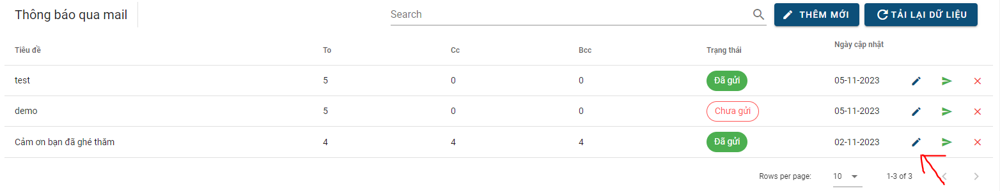 Thông báo qua mail Search THÊM MỚI TẢI LẠI DỮ LIỆU
Tiêu đề To Cc Bcc Trạng thái Ngày cập nhật
test 5 0 0 Đã gửi 05-11-2023
demo 5 0 0 Chưa gửi 05-11-2023
Cảm ơn bạn đã ghé thăm 4 4 4 Đã gửi 02-11-2023
Rows per page: 10 1-3 of 3